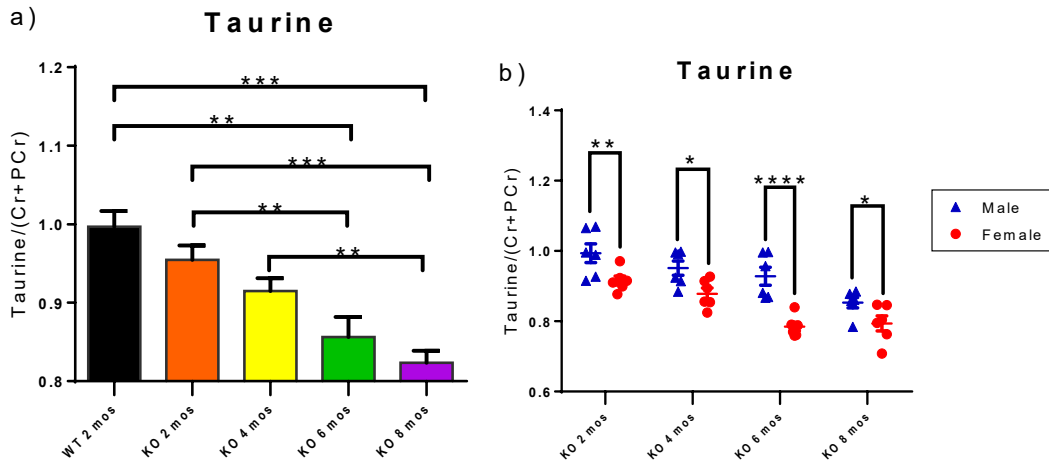 a)
Taurine
Taurine/(Cr+PCr)
1.2
1.1
1.0
0.9
0.8
***
**
***
**
**
WT 2 mos
KO 2 mos
KO 4 mos
KO 6 mos
KO 8 mos
b)
Taurine
Taurine/(Cr+PCr)
1.4
1.2
1.0
0.8
0.6
**
*
****
*
KO 2 mos
KO 4 mos
KO 6 mos
KO 8 mos
Male
Female